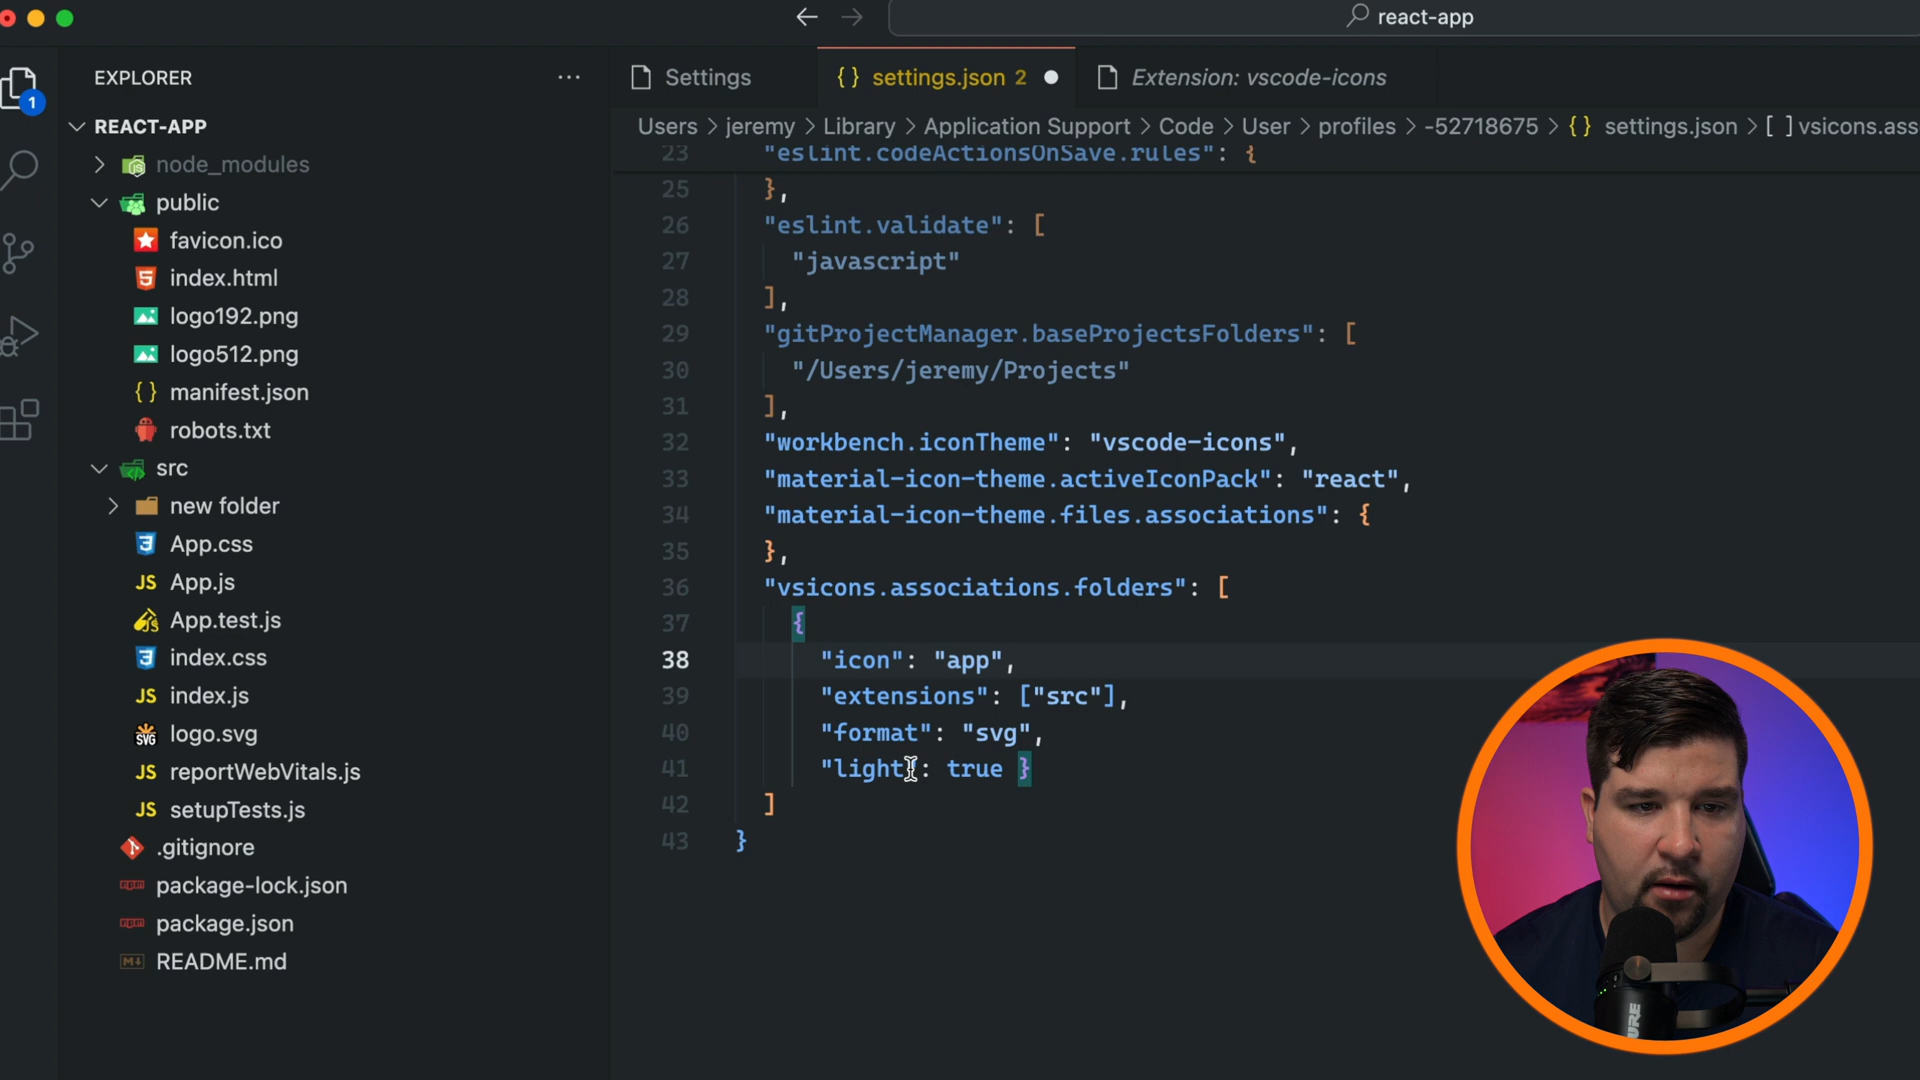 react-app
EXPLORER ...
1
REACT-APP
node_modules
public
favicon.ico
index.html
logo192.png
logo512.png
manifest.json
robots.txt
src
new folder
App.css
App.js
App.test.js
index.css
index.js
logo.svg
reportWebVitals.js
setupTests.js
.gitignore
package-lock.json
package.json
README.md
Settings
{} settings.json 2
Extension: vscode-icons
Users > jeremy > Library > Application Support > Code > User > profiles > -52718675 > {} settings.json > [ ] vsicons.ass
23 "eslint.codeActionsOnSave.rules": {
25 },
26 "eslint.validate": [
27 "javascript"
28 ],
29 "gitProjectManager.baseProjectsFolders": [
30 "/Users/jeremy/Projects"
31 ],
32 "workbench.iconTheme": "vscode-icons",
33 "material-icon-theme.activeIconPack": "react",
34 "material-icon-theme.files.associations": {
35 },
36 "vsicons.associations.folders": [
37 {
38 "icon": "app",
39 "extensions": ["src"],
40 "format": "svg",
41 "light": true }
42 ]
43 }